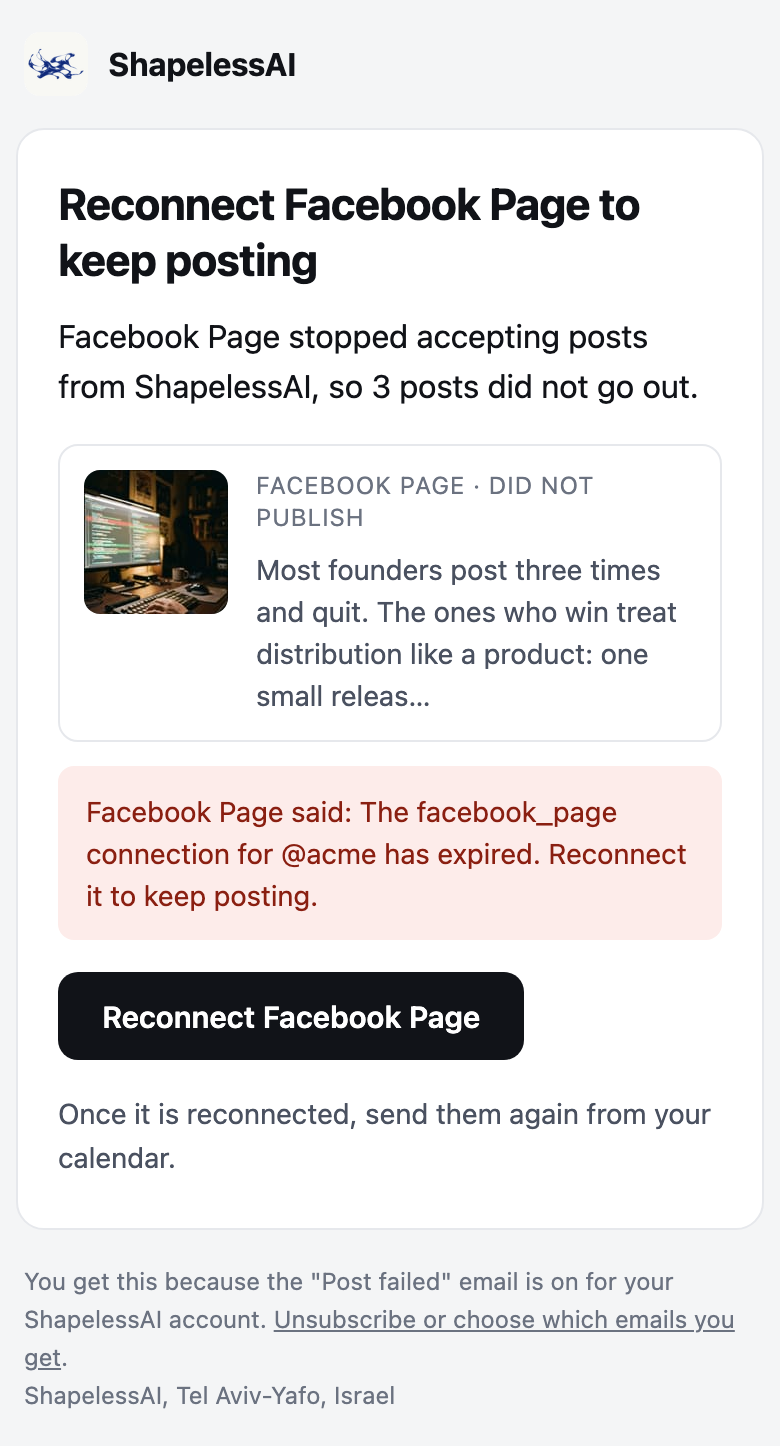 ShapelessAI
Reconnect Facebook Page to
keep posting
Facebook Page stopped accepting posts
from ShapelessAI, so 3 posts did not go out.
FACEBOOK PAGE · DID NOT
PUBLISH
Most founders post three times
and quit. The ones who win treat
distribution like a product: one
small releas...
Facebook Page said: The facebook_page
connection for @acme has expired. Reconnect
it to keep posting.
Reconnect Facebook Page
Once it is reconnected, send them again from your
calendar.
You get this because the "Post failed" email is on for your
ShapelessAI account. Unsubscribe or choose which emails you
get.
ShapelessAI, Tel Aviv-Yafo, Israel